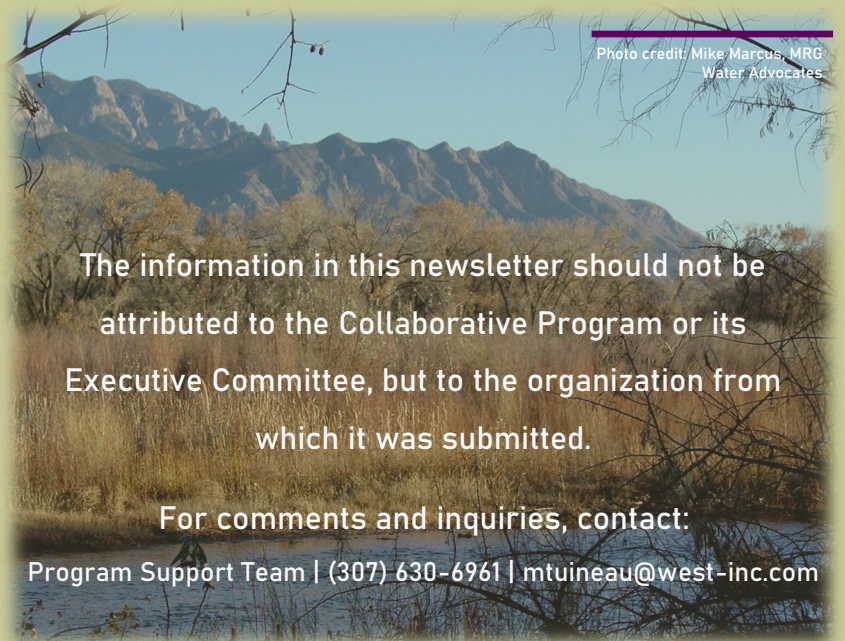 Photo credit: Mike Marcus, MRG
Water Advocates
The information in this newsletter should not be
attributed to the Collaborative Program or its
Executive Committee, but to the organization from
which it was submitted.
For comments and inquiries, contact:
Program Support Team | (307) 630-6961 | mtuineau@west-inc.com